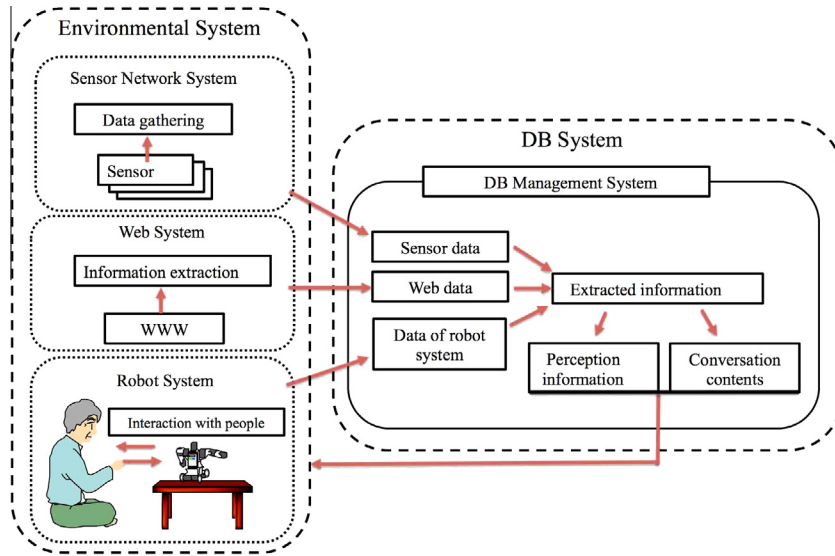 Environmental System
Sensor Network System
Data gathering
Sensor
Web System
Information extraction
WWW
Robot System
Interaction with people
DB System
DB Management System
Sensor data
Web data
Data of robot
system
Extracted information
Perception
information
Conversation
contents